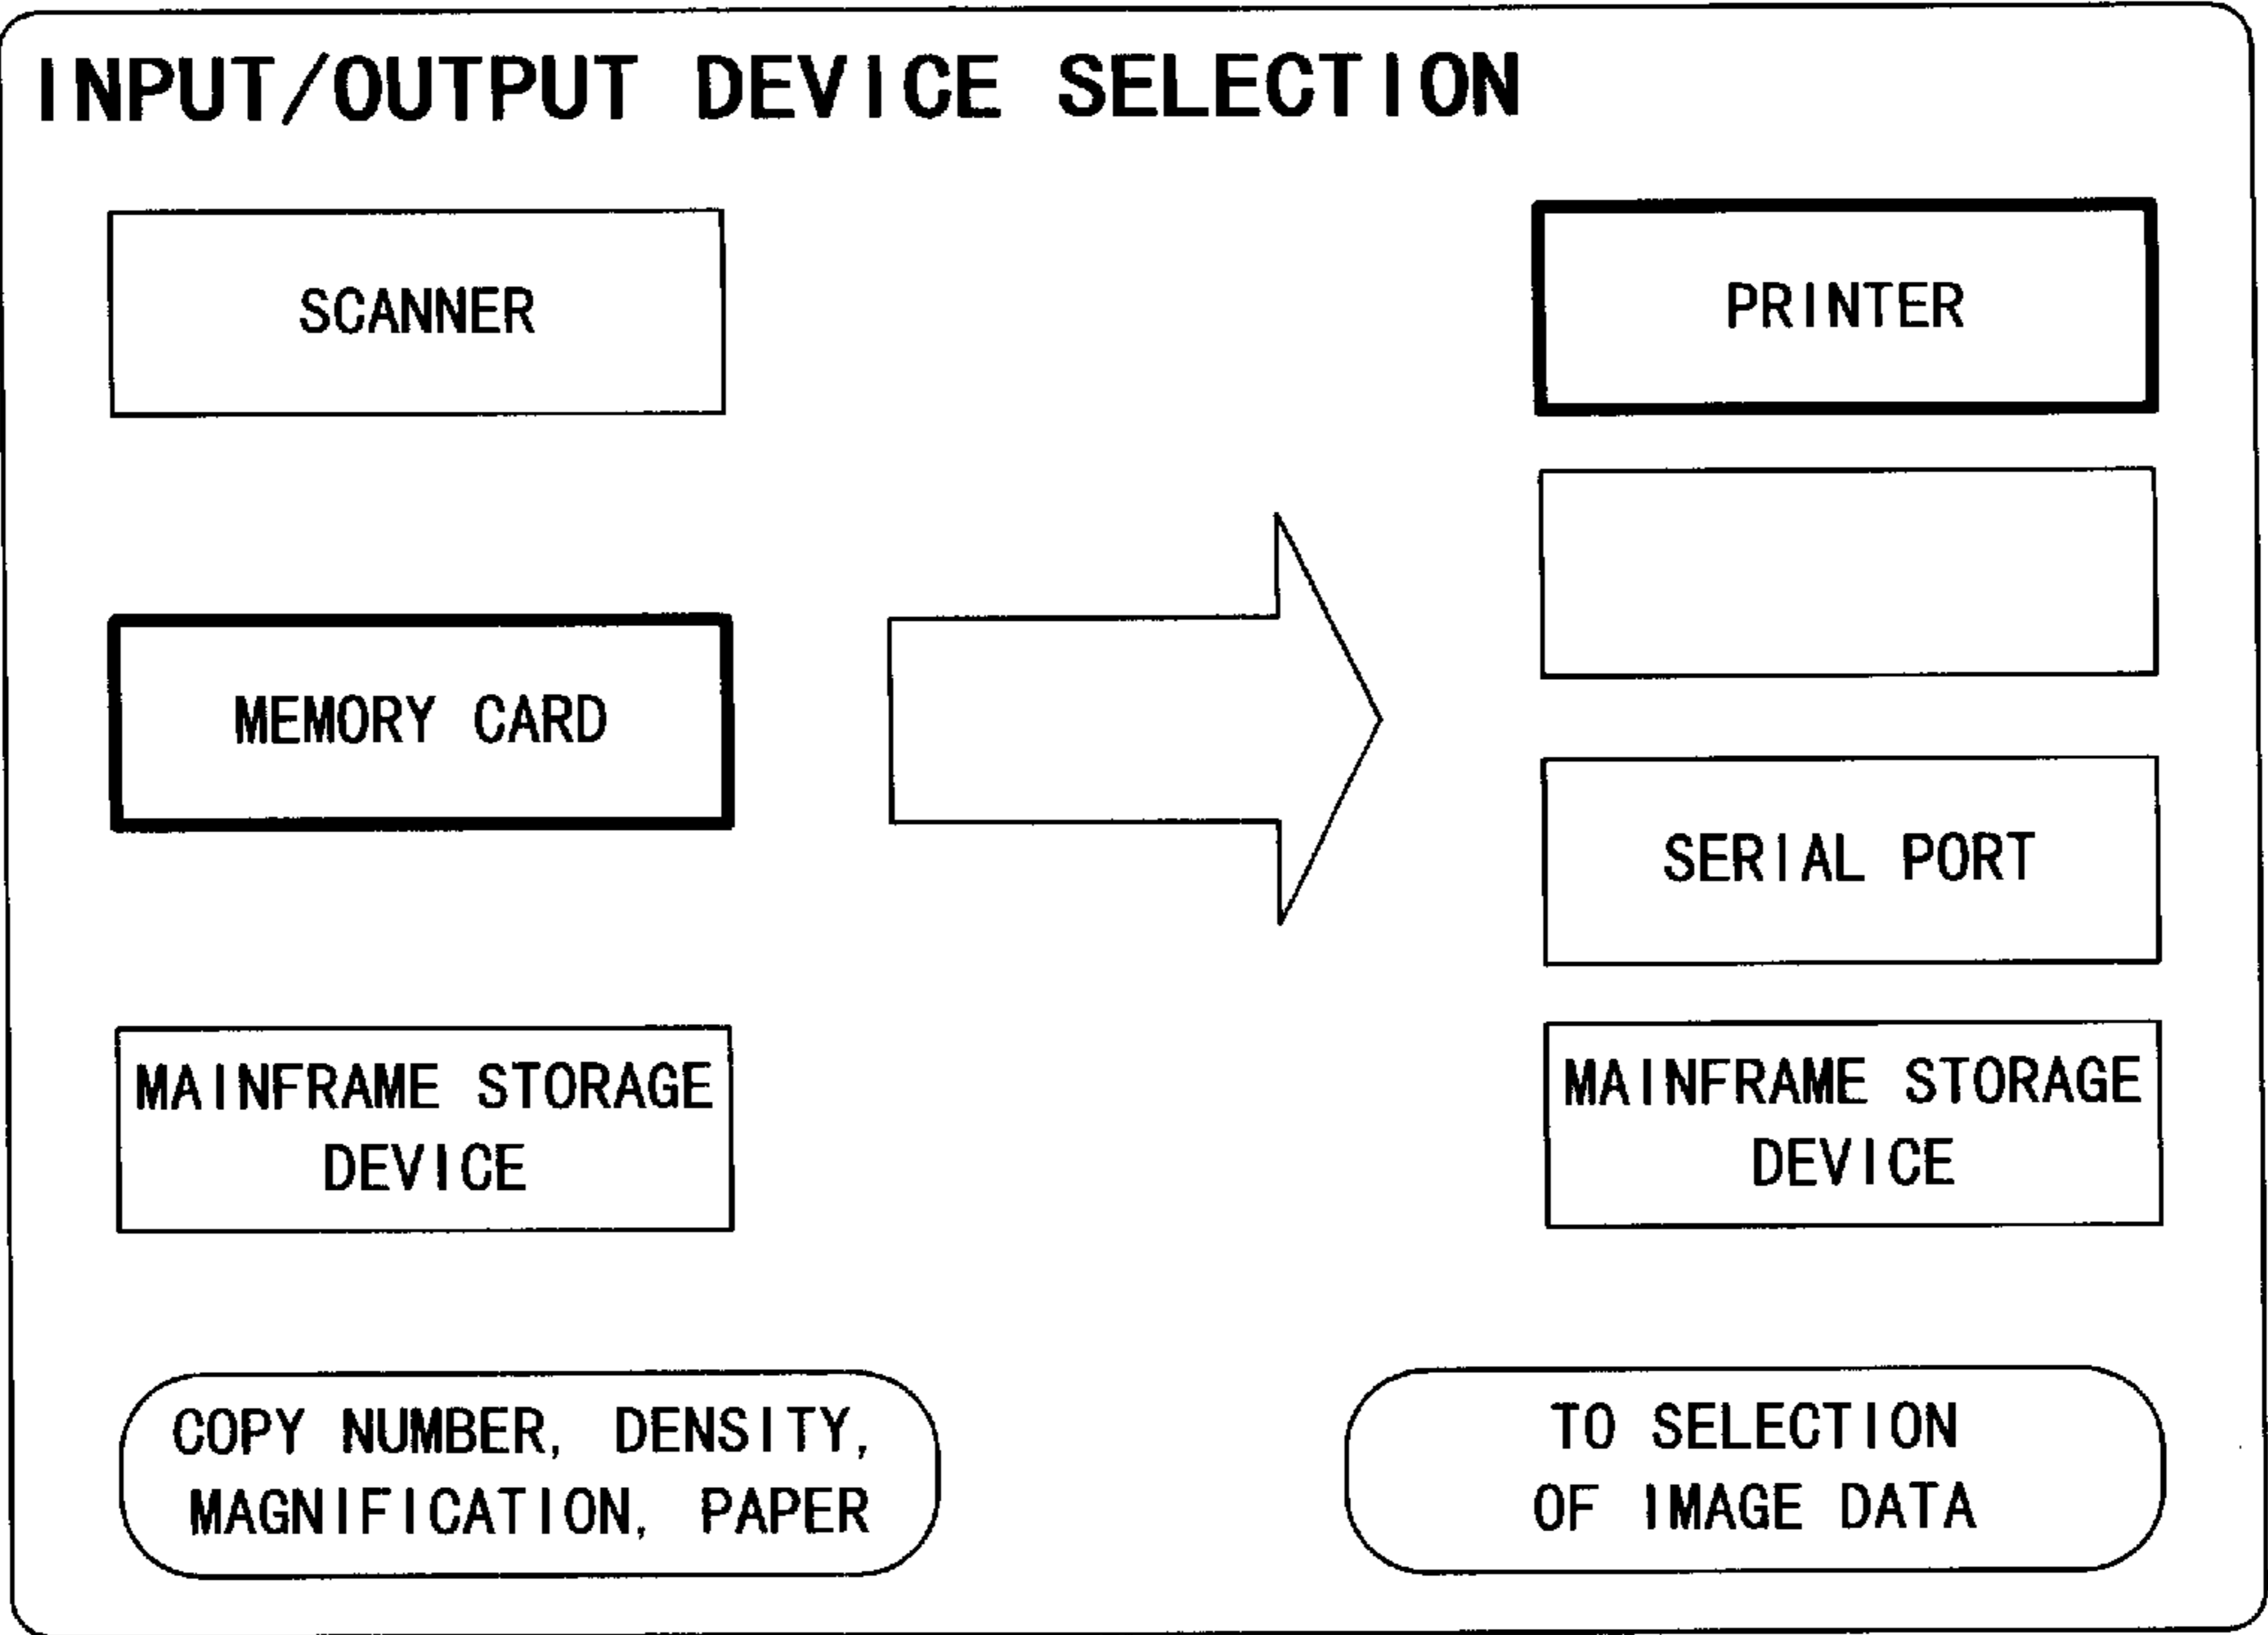 INPUT/OUTPUT DEVICE SELECTION
SCANNER
MEMORY CARD
MAINFRAME STORAGE
DEVICE
PRINTER
SERIAL PORT
MAINFRAME STORAGE
DEVICE
COPY NUMBER, DENSITY,
MAGNIFICATION, PAPER
TO SELECTION
OF IMAGE DATA